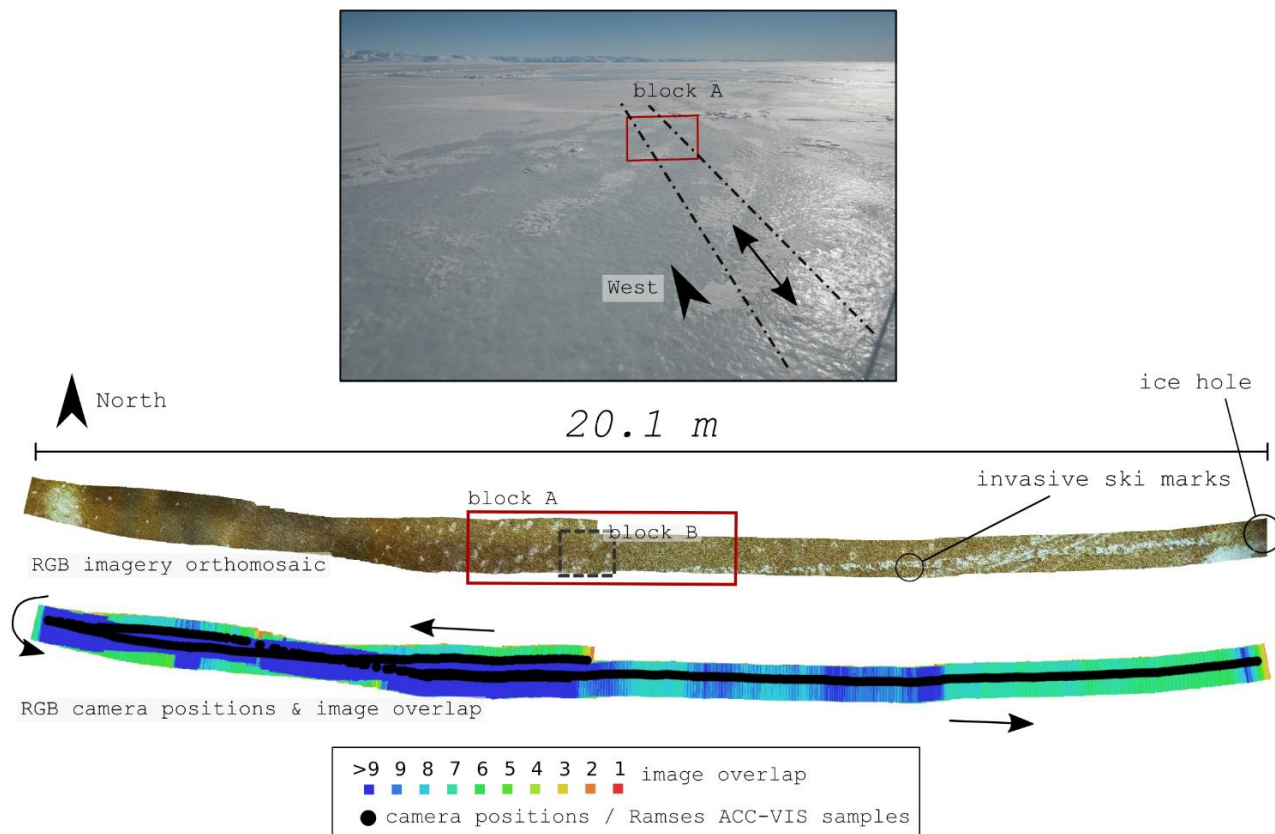 block A
West
North
20.1 m
ice hole
invasive ski marks
block A
block B
RGB imagery orthomosaic
RGB camera positions & image overlap
>9 9 8 7 6 5 4 3 2 1 image overlap
camera positions / Ramses ACC-VIS samples